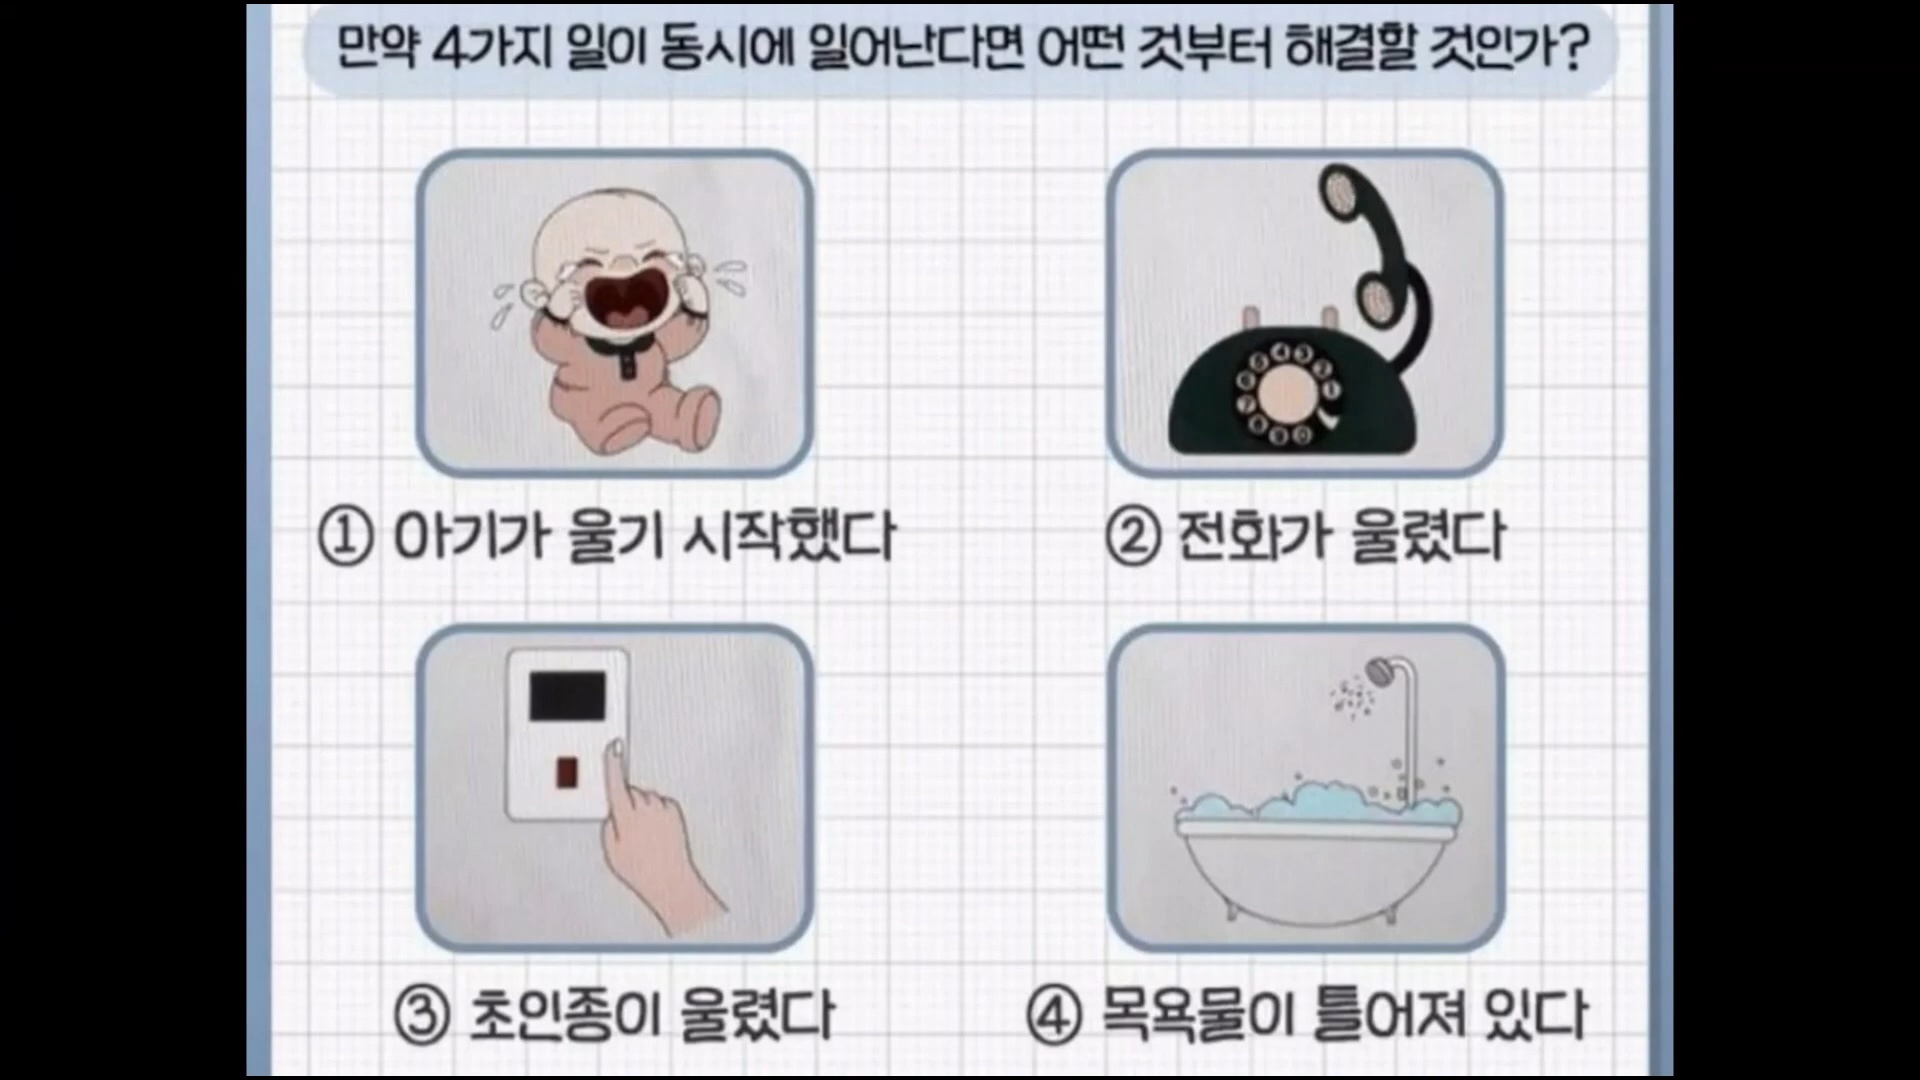 만약 4가지 일이 동시에 일어난다면 어떤 것부터 해결할 것인가?
① 아기가 울기 시작했다
② 전화가 울렸다
③ 초인종이 울렸다
④ 목욕물이 틀어져 있다